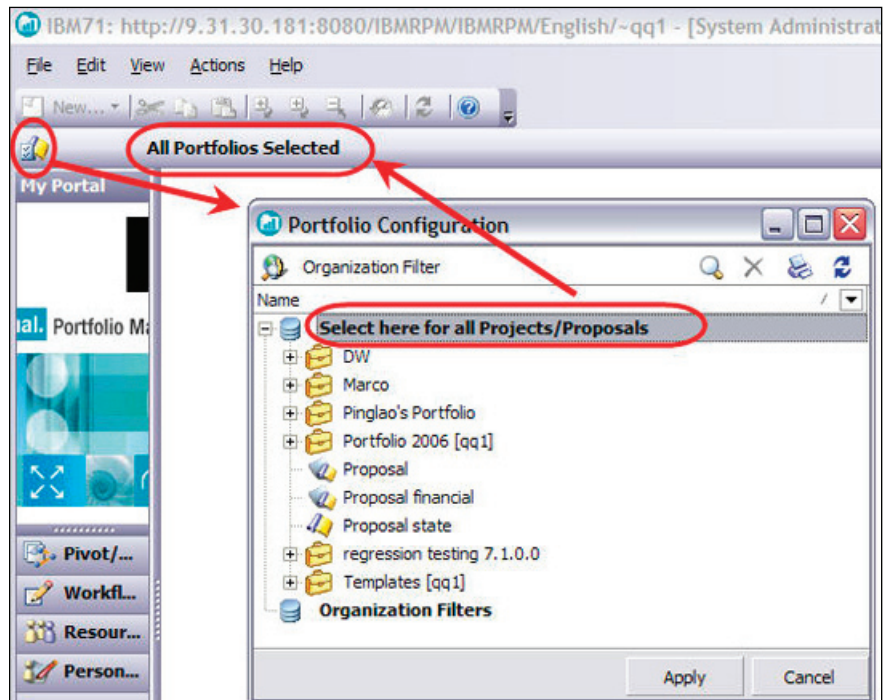 IBM71: http://9.31.30.181:8080/IBMRPM/IBMRPM/English/~qq1 - [System Administrat
File Edit View Actions Help
New...
All Portfolios Selected
My Portal
Portfolio Configuration
Organization Filter
Name /
ual. Portfolio Ma
Select here for all Projects/Proposals
DW
Marco
Pinglao's Portfolio
Portfolio 2006 [qq1]
Proposal
Proposal financial
Proposal state
regression testing 7.1.0.0
Templates [qq1]
Organization Filters
Pivot/...
Workfl...
Resour...
Person...
Apply Cancel